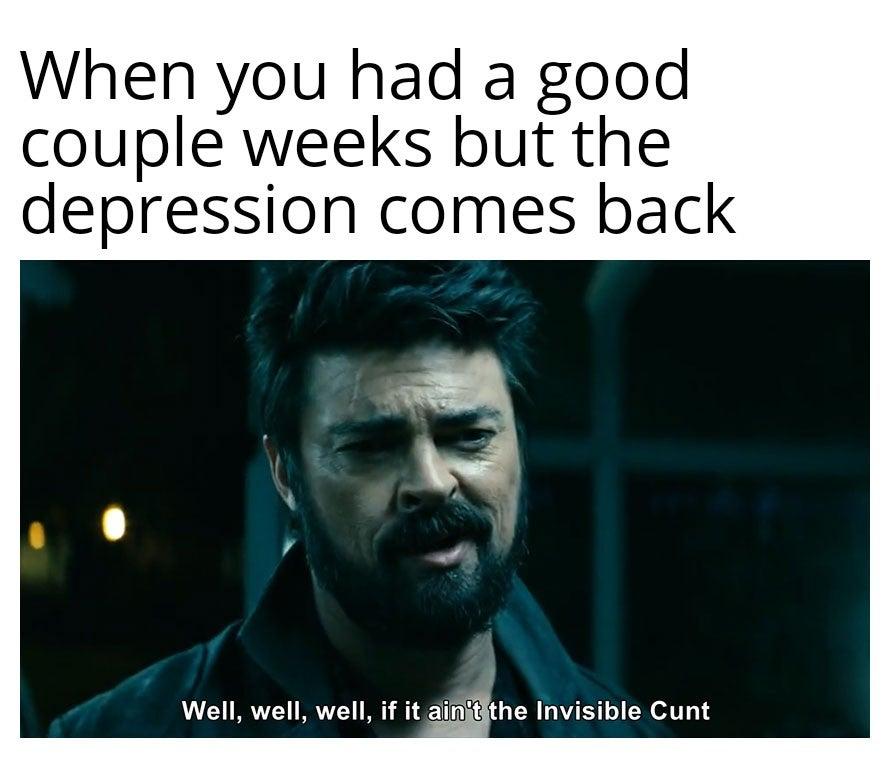 When you had a good
couple weeks but the
depression comes back
Well, well, well, if it ain't the Invisible Cunt